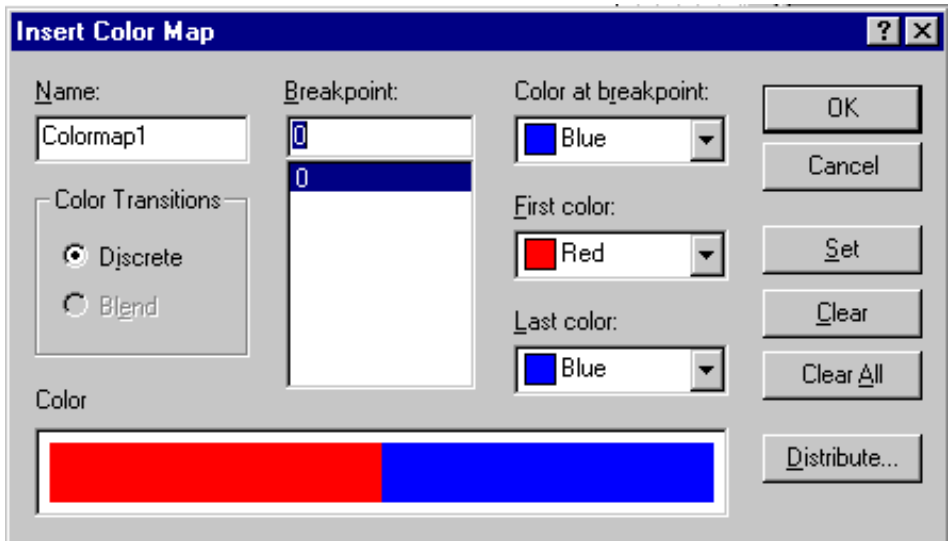 Insert Color Map
Name:
Colormap1
Color Transitions
Discrete
Blend
Breakpoint:
0
0
Color at breakpoint:
Blue
First color:
Red
Last color:
Blue
OK
Cancel
Set
Clear
Clear All
Distribute...
Color